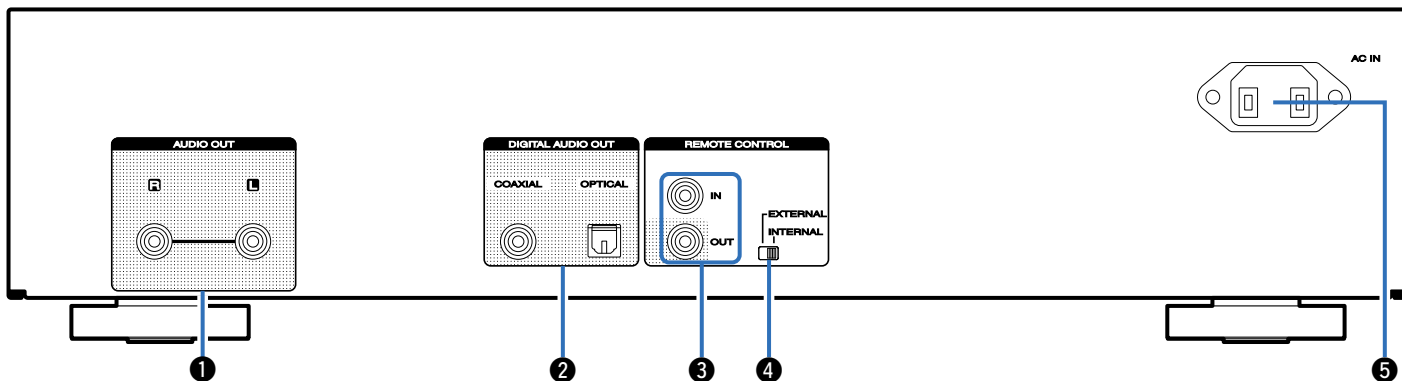 AC IN
AUDIO OUT
R L
DIGITAL AUDIO OUT
COAXIAL OPTICAL
REMOTE CONTROL
IN
EXTERNAL
INTERNAL
OUT
1 2 3 4 5